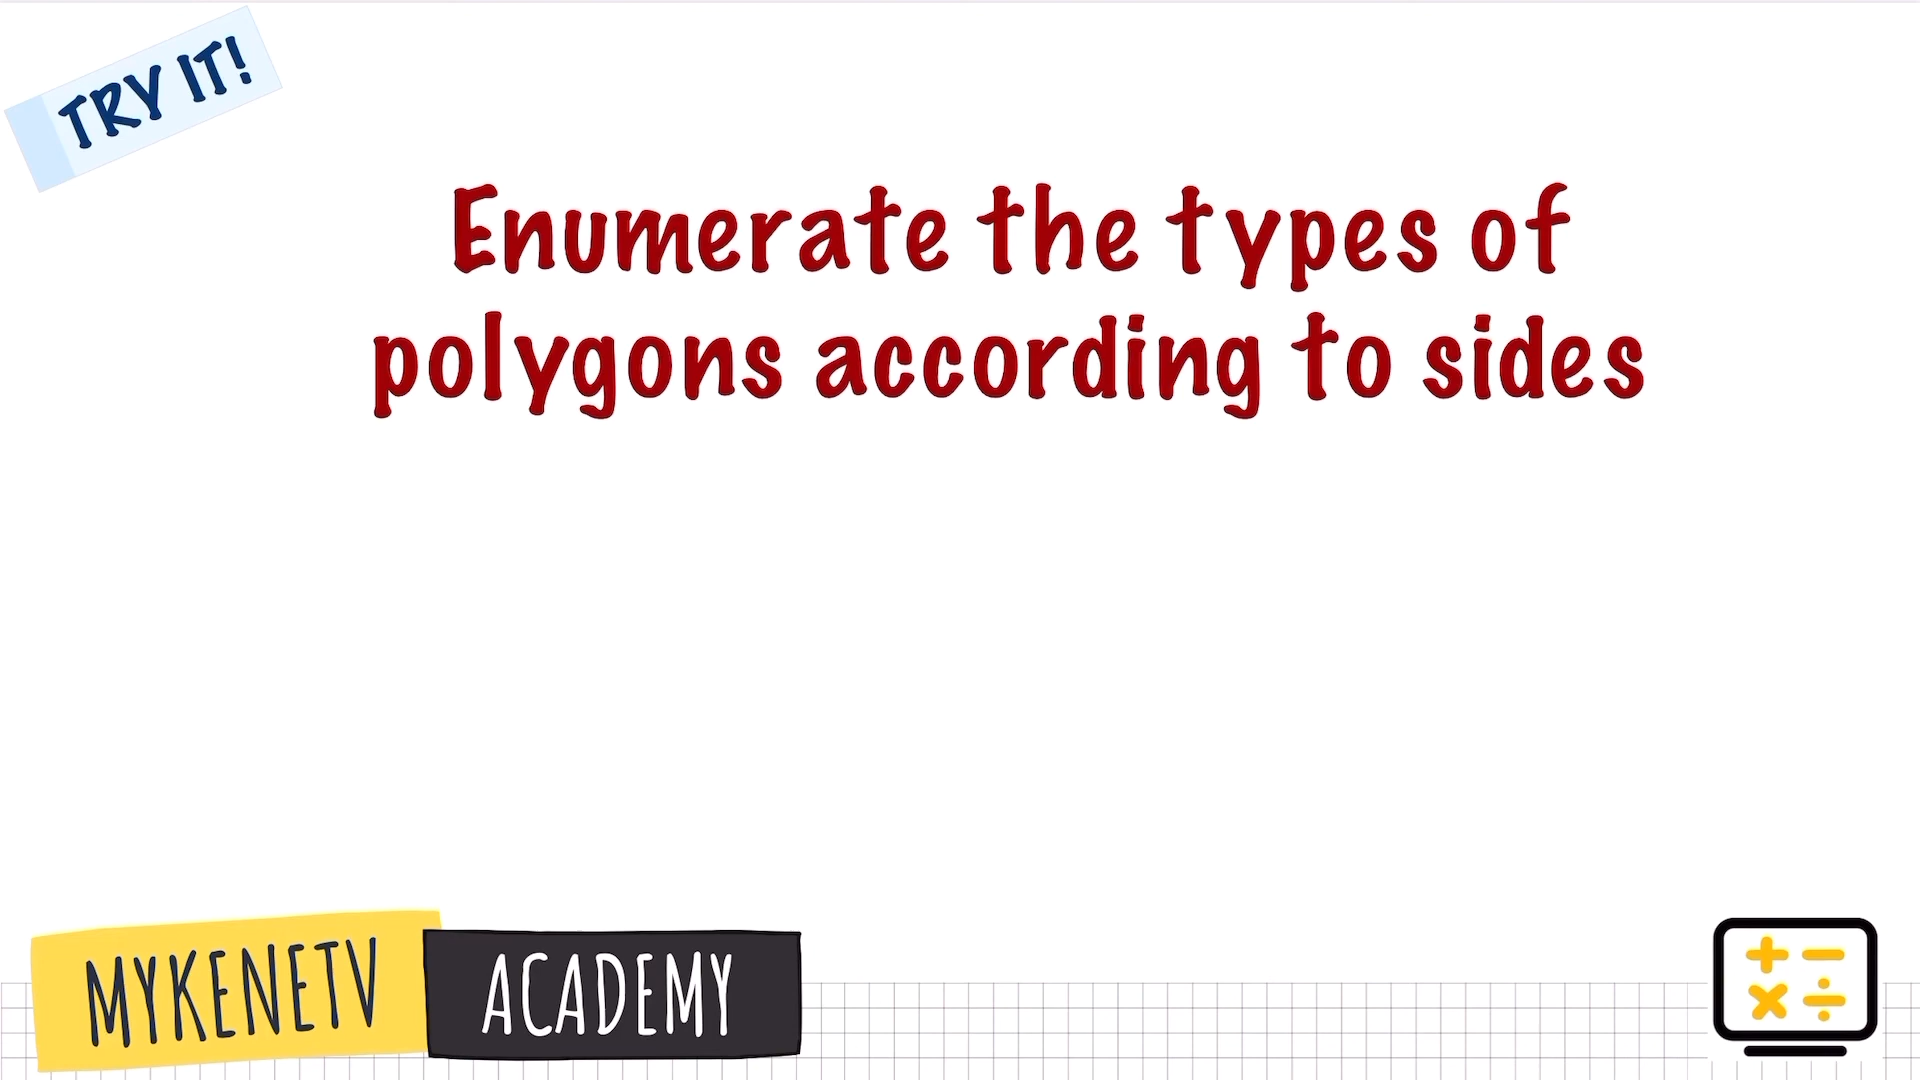 TRY IT!
Enumerate the types of
polygons according to sides
MYKENETV ACADEMY